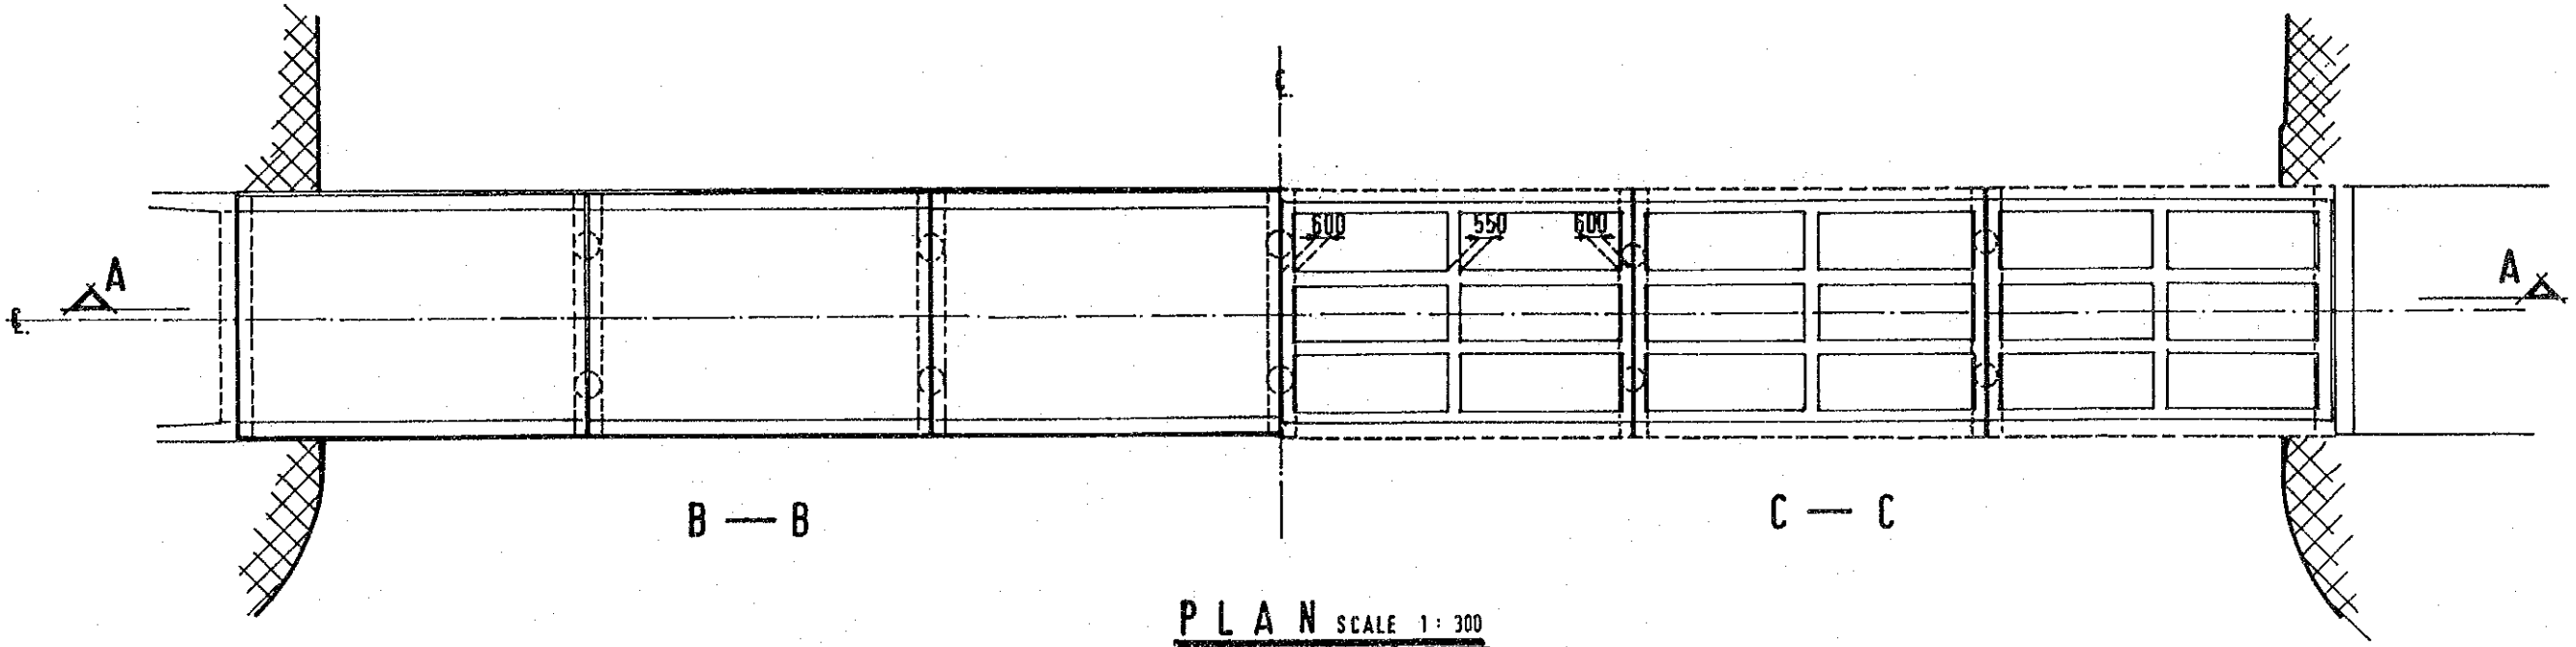 ℄
600 550 600
A A
℄
B — B C — C
PLAN SCALE 1 : 300